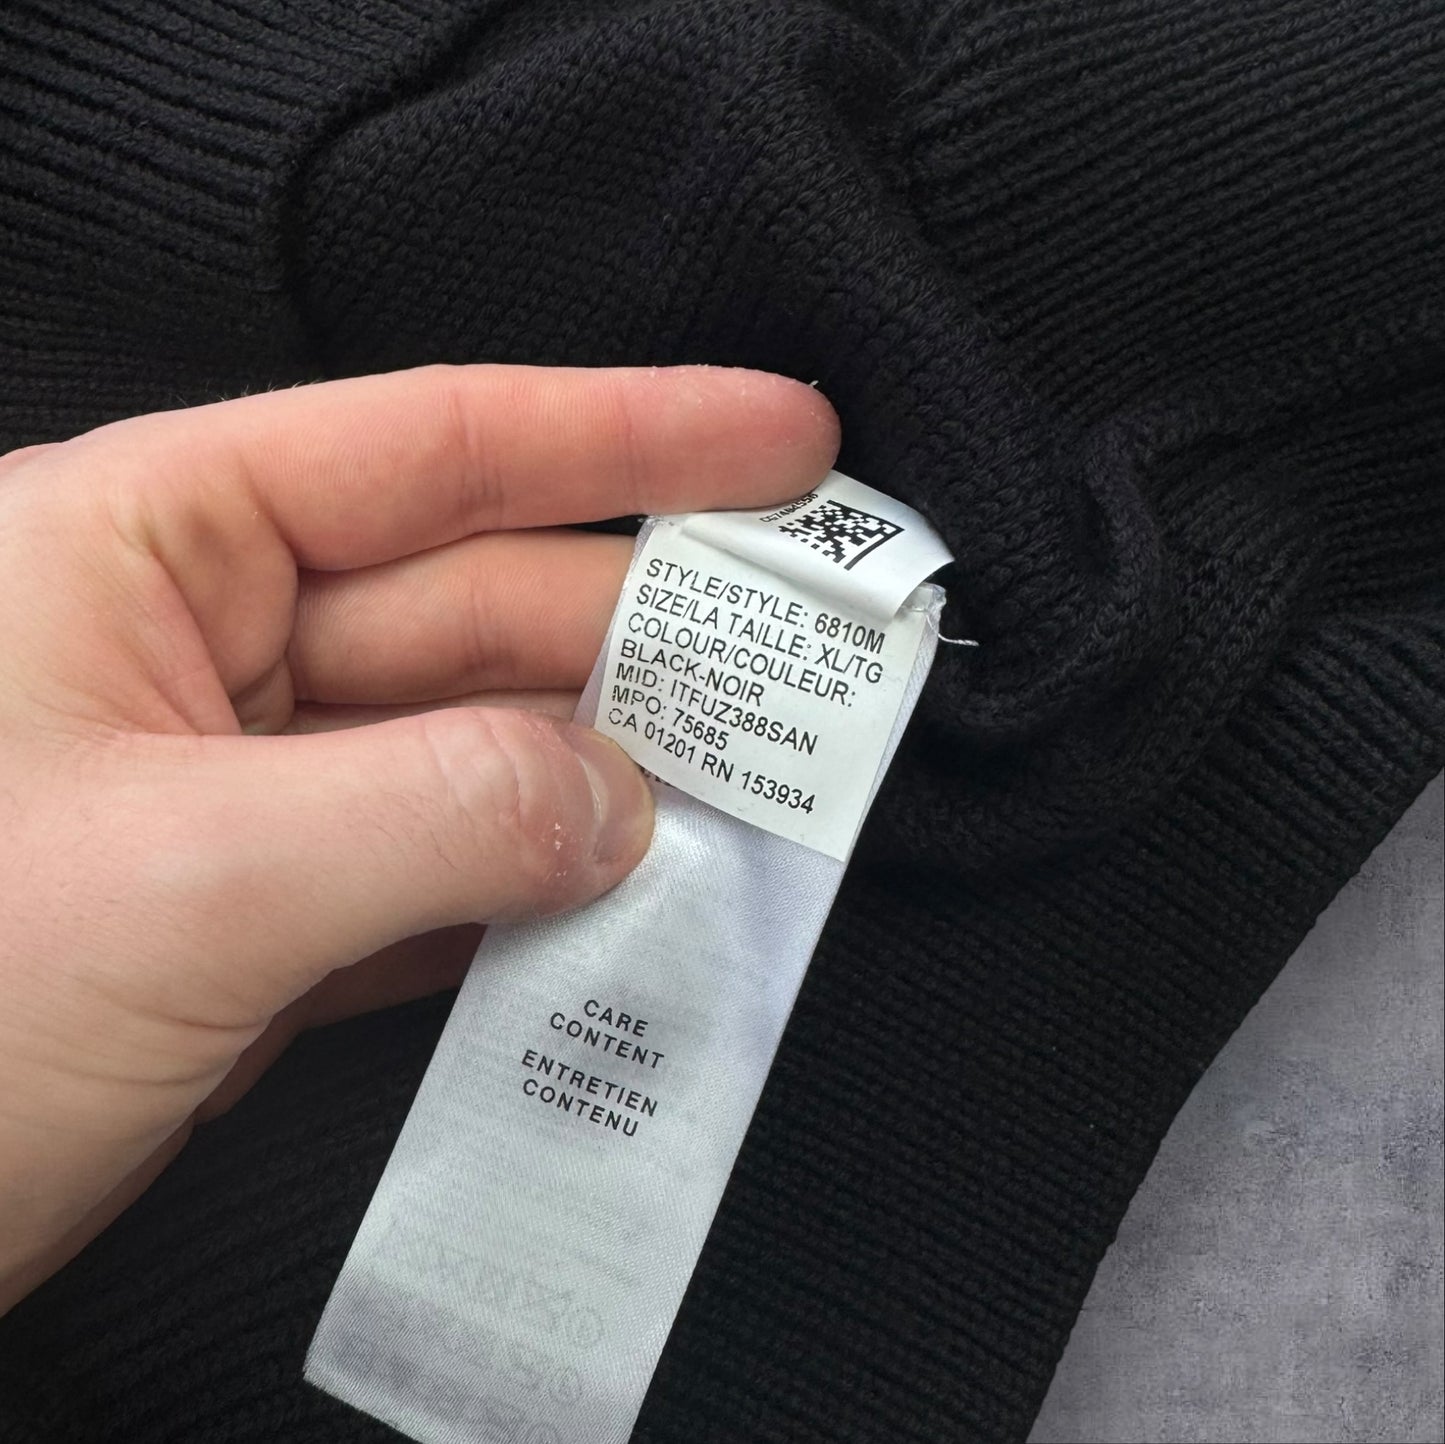 STYLE/STYLE: 6810M
SIZE/LA TAILLE: XL/TG
COLOUR/COULEUR:
BLACK-NOIR
MID: ITFUZ388SAN
MPO: 75685
CA 01201 RN 153934
CARE
CONTENT
ENTRETIEN
CONTENU